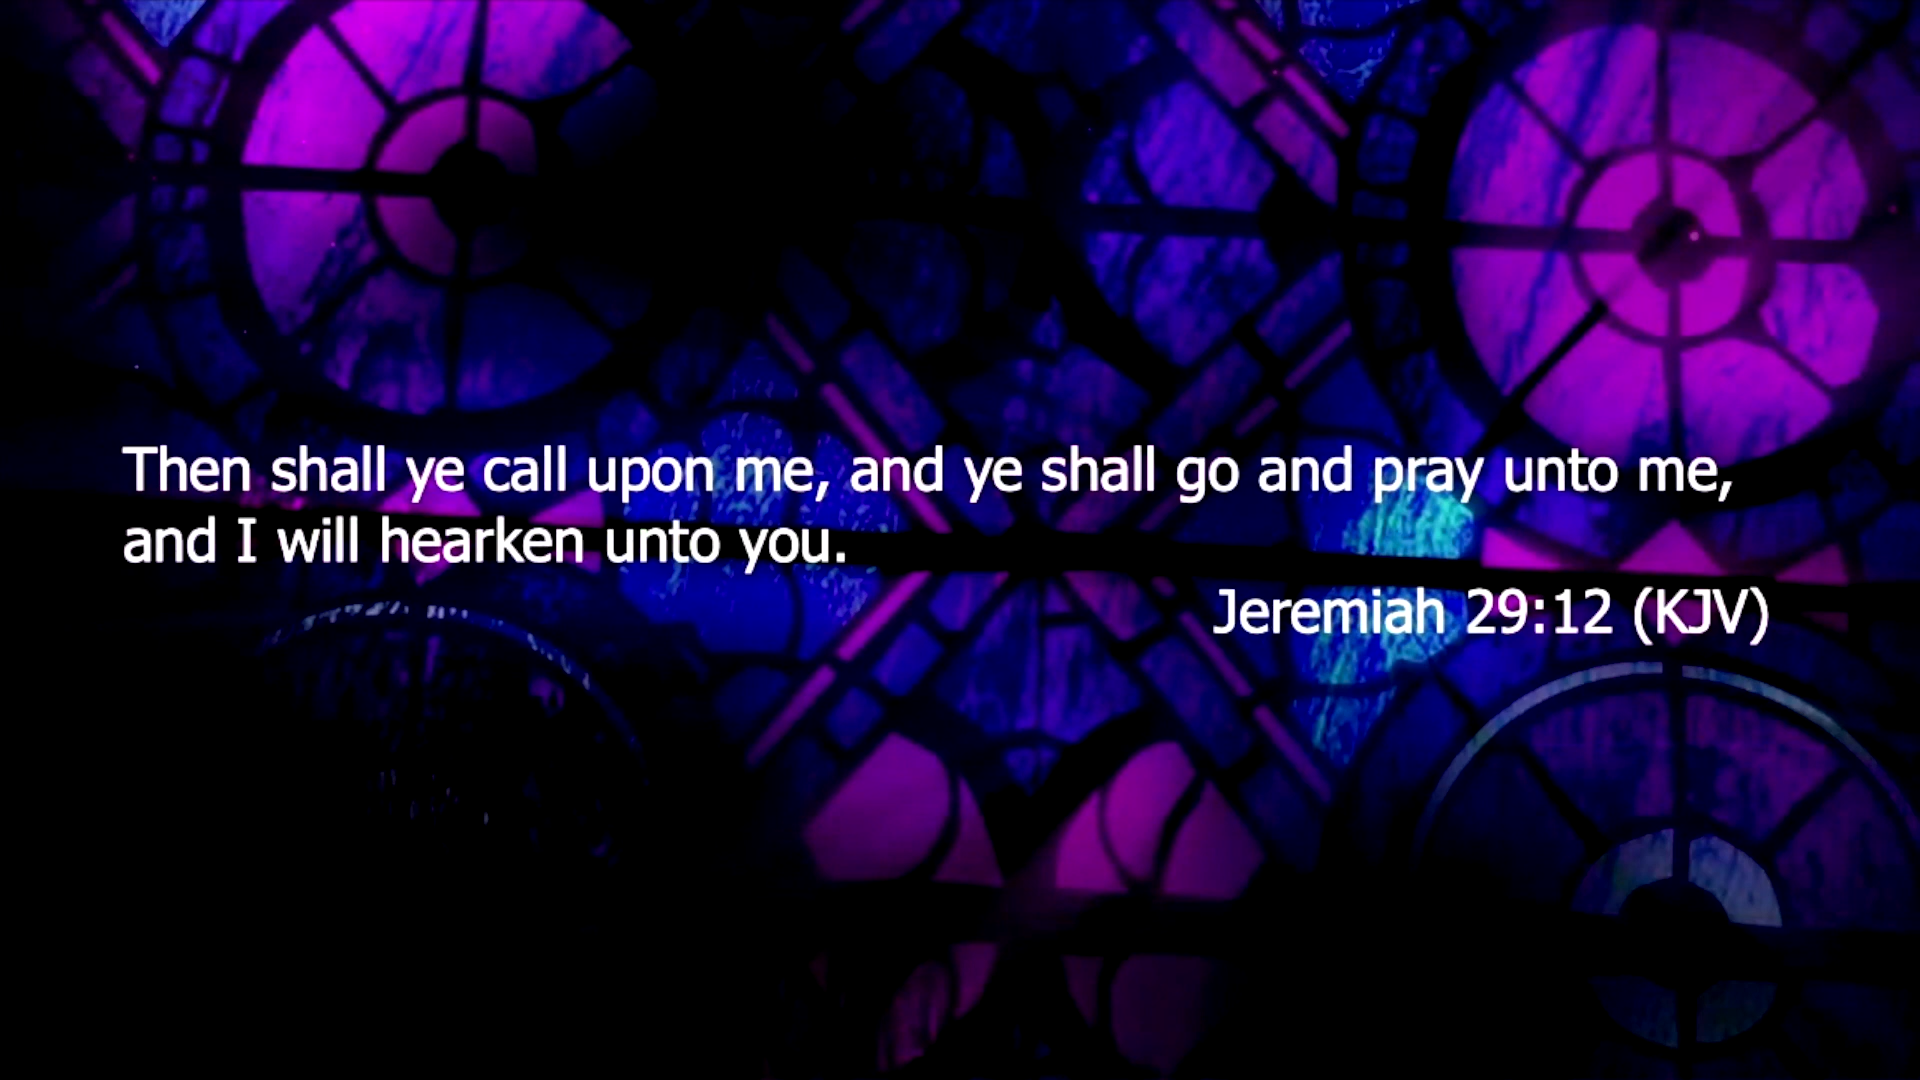 Then shall ye call upon me, and ye shall go and pray unto me,
and I will hearken unto you.
Jeremiah 29:12 (KJV)